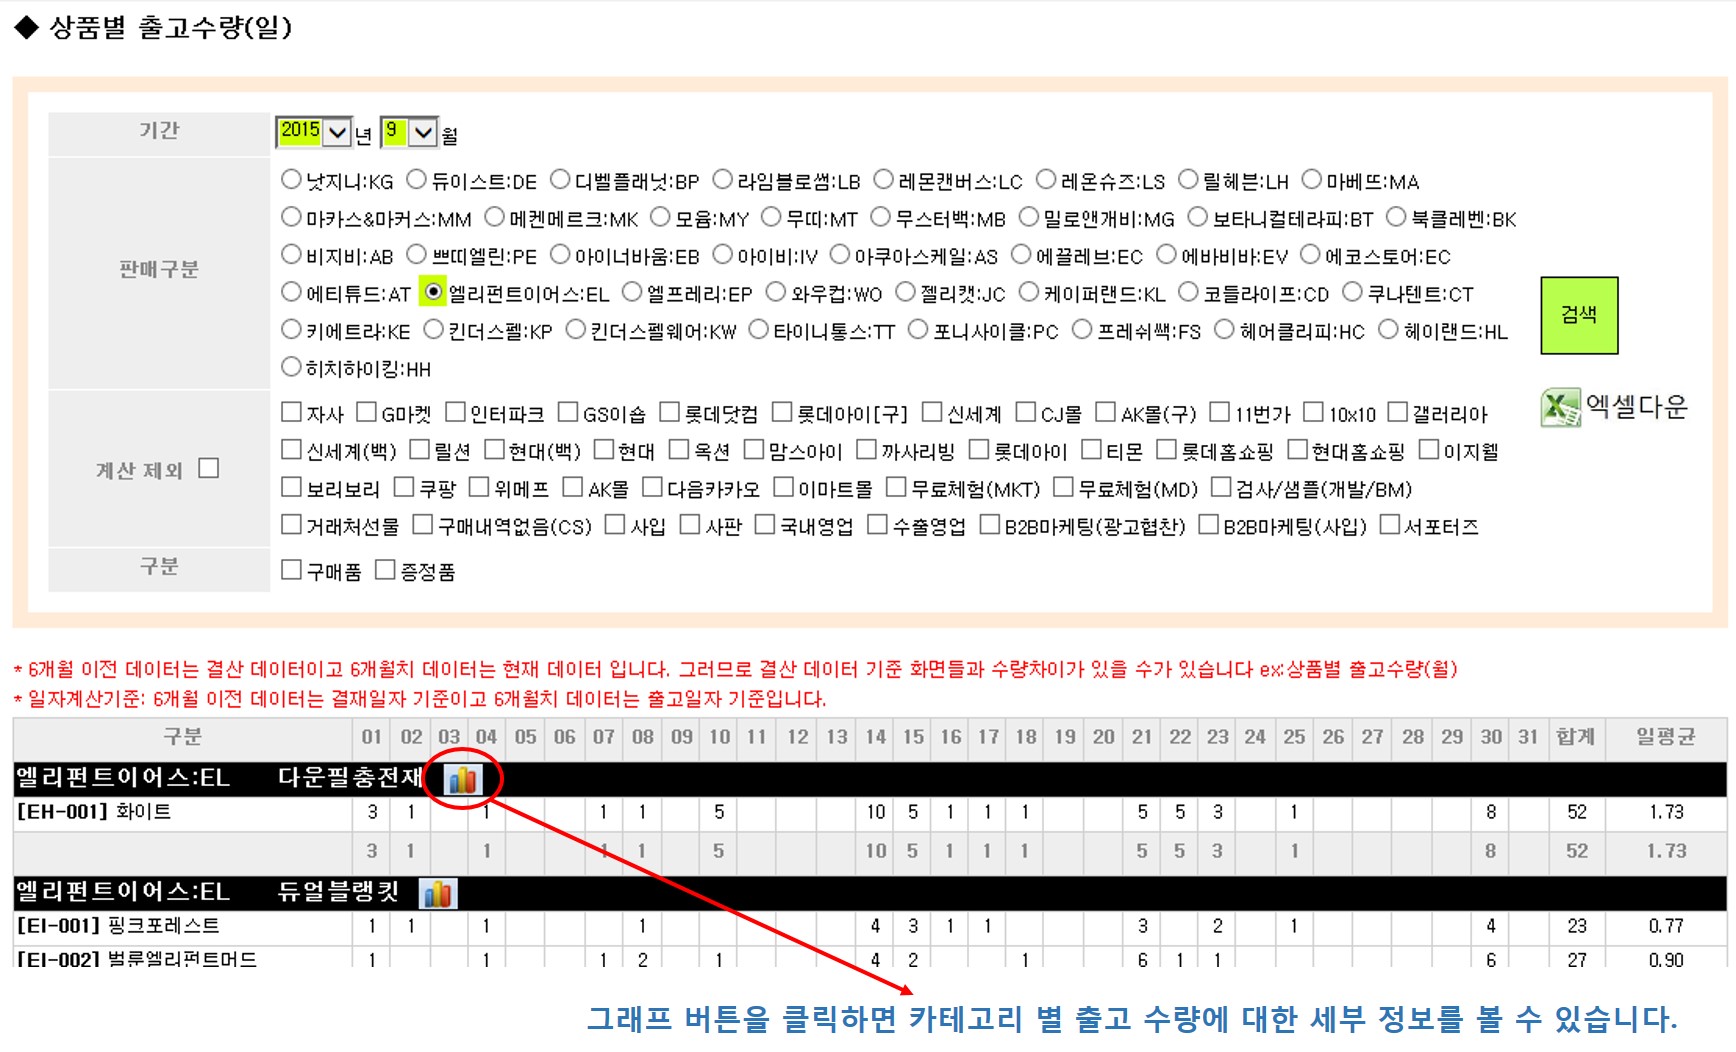 ◆ 상품별 출고수량(일)
기간 2015 년 9 월
낫지니:KG 듀이스트:DE 디벨플래닛:BP 라임블로썸:LB 레몬캔버스:LC 레온슈즈:LS 릴헤븐:LH 마베뜨:MA
마카스&마커스:MM 메켄메르크:MK 모윰:MY 무띠:MT 무스터백:MB 밀로앤개비:MG 보타니컬테라피:BT 북클레벤:BK
판매구분 비지비:AB 쁘띠엘린:PE 아이너바움:EB 아이비:IV 아쿠아스케일:AS 에끌레브:EC 에바비바:EV 에코스토어:EC
에티튜드:AT 엘리펀트이어스:EL 엘프레리:EP 와우컵:WO 젤리캣:JC 케이퍼랜드:KL 코들라이프:CD 쿠나텐트:CT
검색
키에트라:KE 킨더스펠:KP 킨더스펠웨어:KW 타이니통스:TT 포니사이클:PC 프레쉬쌕:FS 헤어클리피:HC 헤이랜드:HL
히치하이킹:HH
자사 G마켓 인터파크 GS이숍 롯데닷컴 롯데아이[구] 신세계 CJ몰 AK몰(구) 11번가 10x10 갤러리아
엑셀다운
신세계(백) 릴션 현대(백) 현대 옥션 맘스아이 까사리빙 롯데아이 티몬 롯데홈쇼핑 현대홈쇼핑 이지웰
계산 제외
보리보리 쿠팡 위메프 AK몰 다음카카오 이마트몰 무료체험(MKT) 무료체험(MD) 검사/샘플(개발/BM)
거래처선물 구매내역없음(CS) 사입 사판 국내영업 수출영업 B2B마케팅(광고협찬) B2B마케팅(사입) 서포터즈
구분 구매품 증정품
* 6개월 이전 데이터는 결산 데이터이고 6개월치 데이터는 현재 데이터 입니다. 그러므로 결산 데이터 기준 화면들과 수량차이가 있을 수가 있습니다 ex:상품별 출고수량(월)
* 일자계산기준: 6개월 이전 데이터는 결재일자 기준이고 6개월치 데이터는 출고일자 기준입니다.
구분 01 02 03 04 05 06 07 08 09 10 11 12 13 14 15 16 17 18 19 20 21 22 23 24 25 26 27 28 29 30 31 합계 일평균
엘리펀트이어스:EL 다운필충전재
[EH-001] 화이트 3 1 1 1 1 5 10 5 1 1 1 5 5 3 1 8 52 1.73
3 1 1 1 1 5 10 5 1 1 1 5 5 3 1 8 52 1.73
엘리펀트이어스:EL 듀얼블랭킷
[EI-001] 핑크포레스트 1 1 1 1 4 3 1 1 3 2 1 4 23 0.77
[EI-002] 벌룬엘리펀트머드 1 1 1 2 1 4 2 1 6 1 1 6 27 0.90
그래프 버튼을 클릭하면 카테고리 별 출고 수량에 대한 세부 정보를 볼 수 있습니다.